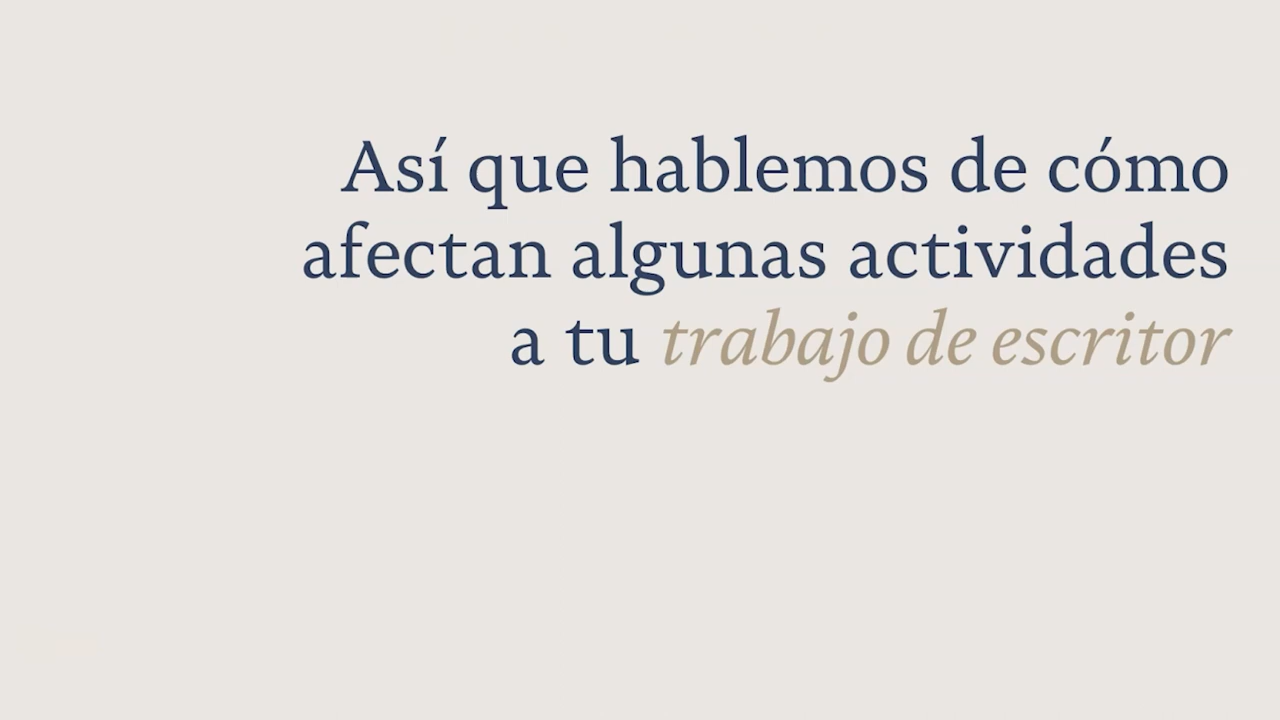 Así que hablemos de cómo
afectan algunas actividades
a tu trabajo de escritor